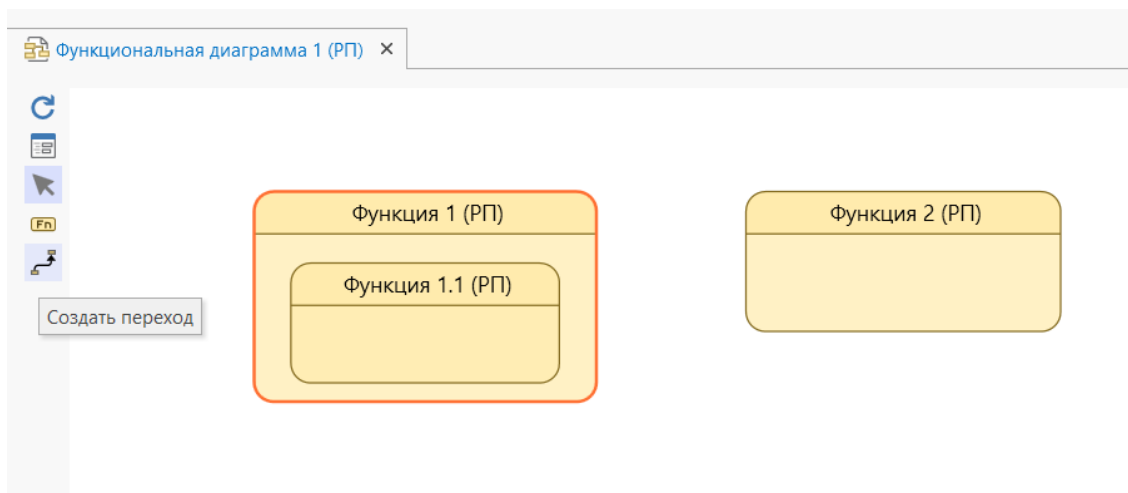 Функциональная диаграмма 1 (РП)
Fn
Создать переход
Функция 1 (РП)
Функция 1.1 (РП)
Функция 2 (РП)